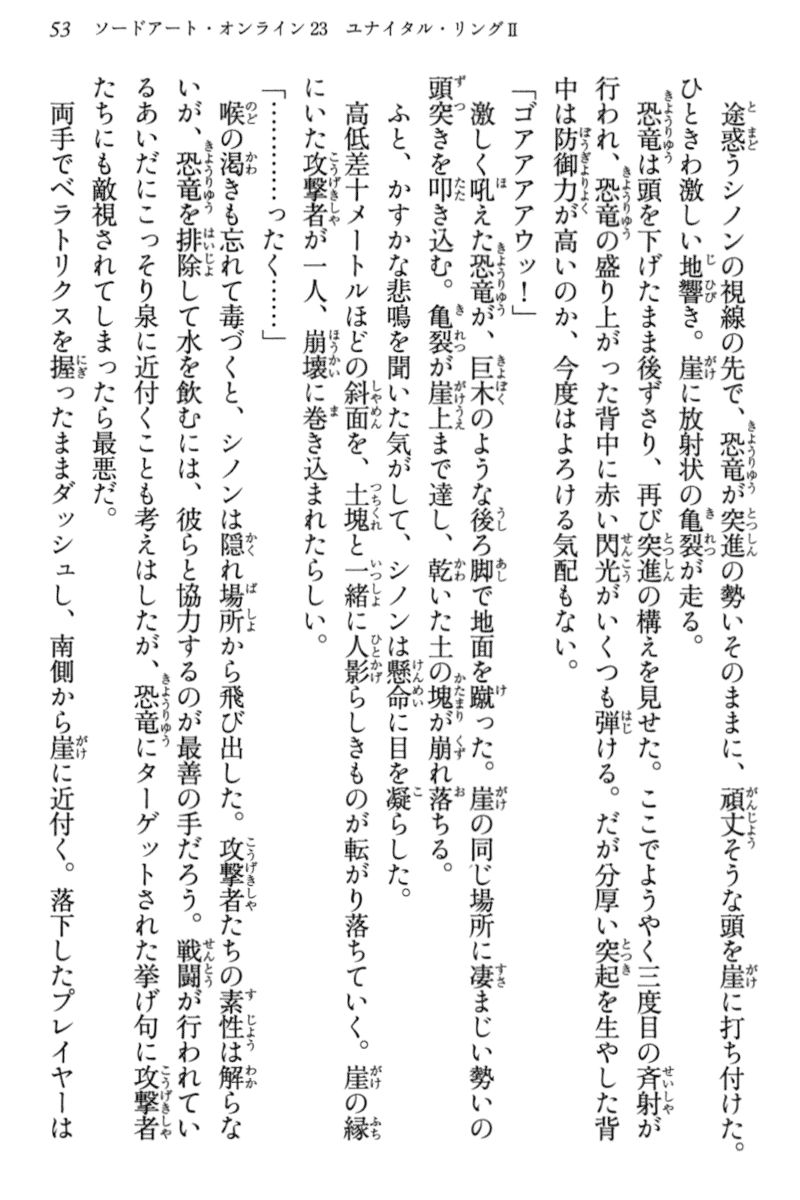 53　ソードアート・オンライン23　ユナイタル・リングⅡ
　途惑うシノンの視線の先で、恐竜が突進の勢いそのままに、頑丈そうな頭を崖に打ち付けた。
ひときわ激しい地響き。崖に放射状の亀裂が走る。
　恐竜は頭を下げたまま後ずさり、再び突進の構えを見せた。ここでようやく三度目の斉射が
行われ、恐竜の盛り上がった背中に赤い閃光がいくつも弾ける。だが分厚い突起を生やした背
中は防御力が高いのか、今度はよろける気配もない。
「ゴアアアアウッ！」
　激しく吼えた恐竜が、巨木のような後ろ脚で地面を蹴った。崖の同じ場所に凄まじい勢いの
頭突きを叩き込む。亀裂が崖上まで達し、乾いた土の塊が崩れ落ちる。
　ふと、かすかな悲鳴を聞いた気がして、シノンは懸命に目を凝らした。
　高低差十メートルほどの斜面を、土塊と一緒に人影らしきものが転がり落ちていく。崖の縁
にいた攻撃者が一人、崩壊に巻き込まれたらしい。
「…………ったく……」
　喉の渇きも忘れて毒づくと、シノンは隠れ場所から飛び出した。攻撃者たちの素性は解らな
いが、恐竜を排除して水を飲むには、彼らと協力するのが最善の手だろう。戦闘が行われてい
るあいだにこっそり泉に近付くことも考えはしたが、恐竜にターゲットされた挙げ句に攻撃者
たちにも敵視されてしまったら最悪だ。
　両手でベラトリクスを握ったままダッシュし、南側から崖に近付く。落下したプレイヤーは